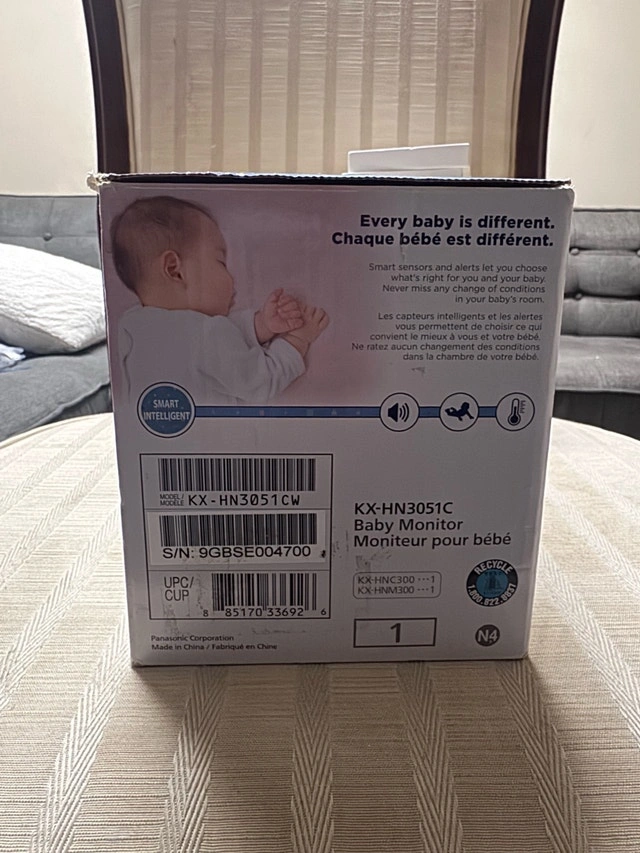 Every baby is different.
Chaque bébé est différent.
Smart sensors and alerts let you choose
what's right for you and your baby.
Never miss any change of conditions
in your baby's room.
Les capteurs intelligents et les alertes
vous permettent de choisir ce qui
convient le mieux à vous et votre bébé.
Ne ratez aucun changement des conditions
dans la chambre de votre bébé.
SMART
INTELLIGENT
MODEL/
MODÈLE KX-HN3051CW
S/N: 9GBSE004700
UPC/
CUP
8 85170 33692 6
KX-HN3051C
Baby Monitor
Moniteur pour bébé
KX-HNC300 ···1
KX-HNM300 ···1
RECYCLE
1.800.822.8837
1
N4
Panasonic Corporation
Made in China / Fabriqué en Chine